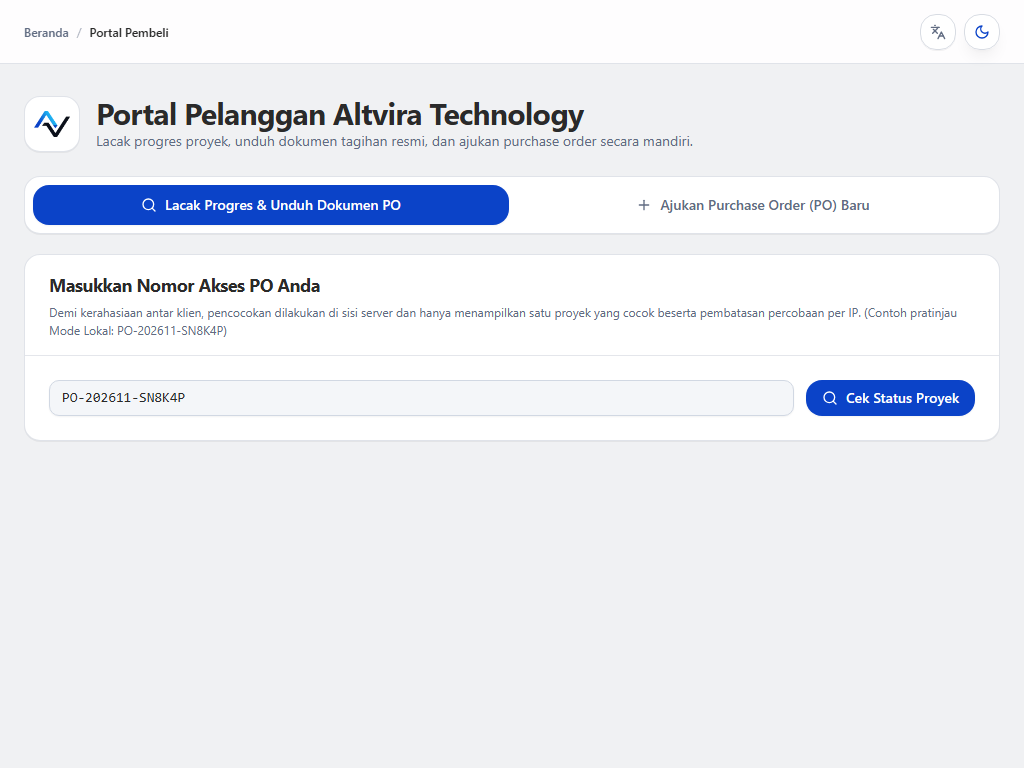 Beranda / Portal Pembeli
Portal Pelanggan Altvira Technology
Lacak progres proyek, unduh dokumen tagihan resmi, dan ajukan purchase order secara mandiri.
Lacak Progres & Unduh Dokumen PO
Ajukan Purchase Order (PO) Baru
Masukkan Nomor Akses PO Anda
Demi kerahasiaan antar klien, pencocokan dilakukan di sisi server dan hanya menampilkan satu proyek yang cocok beserta pembatasan percobaan per IP. (Contoh pratinjau
Mode Lokal: PO-202611-SN8K4P)
PO-202611-SN8K4P
Cek Status Proyek